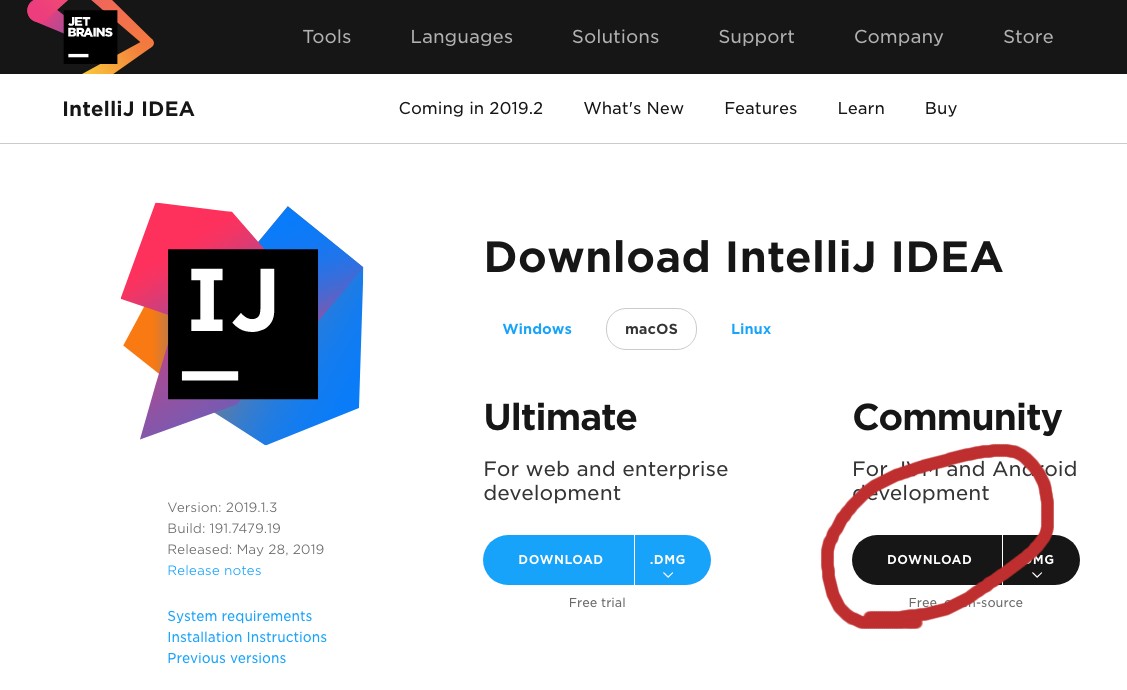 JET
BRAINS
Tools Languages Solutions Support Company Store
IntelliJ IDEA
Coming in 2019.2 What's New Features Learn Buy
IJ
Download IntelliJ IDEA
Windows macOS Linux
Version: 2019.1.3
Build: 191.7479.19
Released: May 28, 2019
Release notes
System requirements
Installation Instructions
Previous versions
Ultimate
For web and enterprise
development
DOWNLOAD .DMG
Free trial
Community
For JVM and Android
development
DOWNLOAD .DMG
Free, open-source